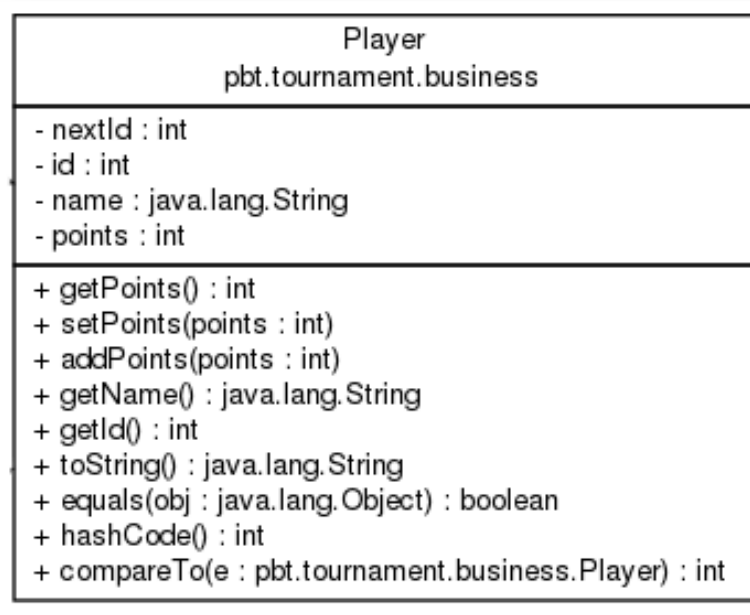 Player
pbt.tournament.business
- nextId : int
- id : int
- name : java.lang.String
- points : int
+ getPoints() : int
+ setPoints(points : int)
+ addPoints(points : int)
+ getName() : java.lang.String
+ getId() : int
+ toString() : java.lang.String
+ equals(obj : java.lang.Object) : boolean
+ hashCode() : int
+ compareTo(e : pbt.tournament.business.Player) : int